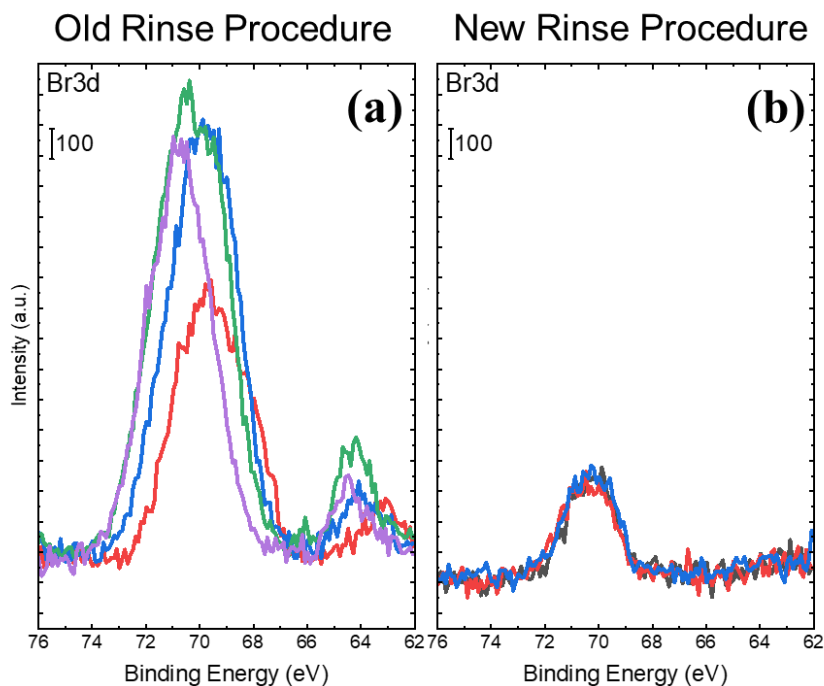 Old Rinse Procedure
New Rinse Procedure
Br3d
(a)
100
Br3d
(b)
100
Intensity (a.u.)
76 74 72 70 68 66 64 62
76 74 72 70 68 66 64 62
Binding Energy (eV)
Binding Energy (eV)